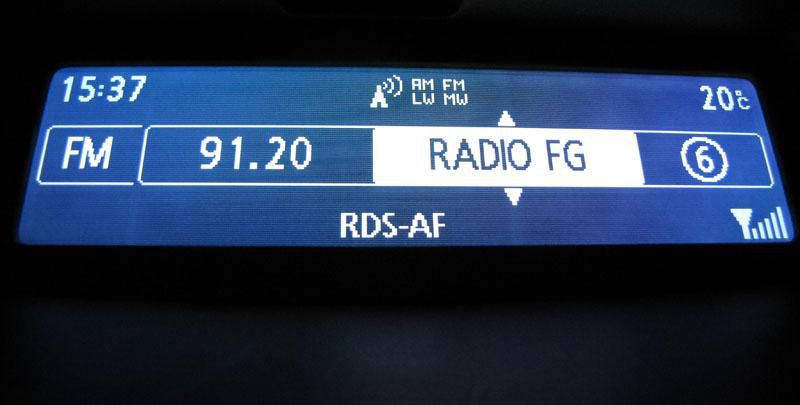 15:37
AM FM
LW MW
20°C
FM 91.20 RADIO FG 6
RDS-AF